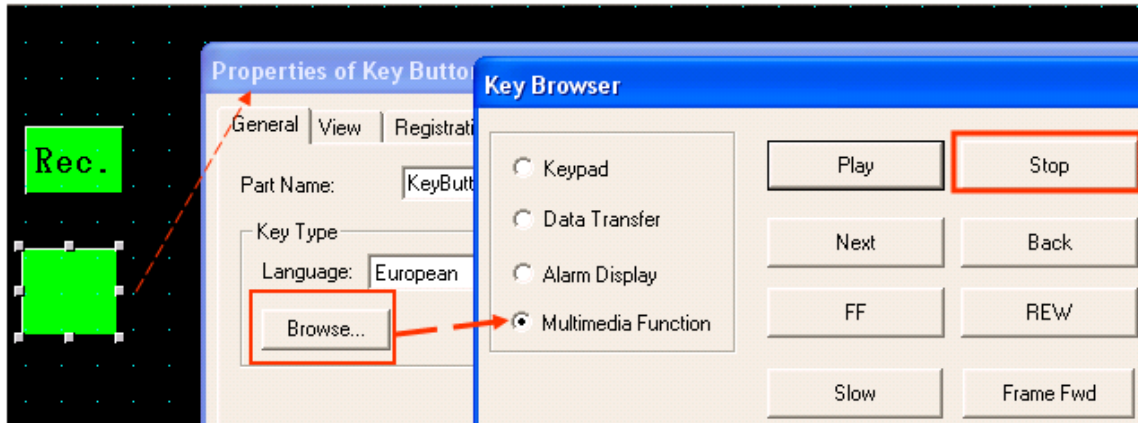 Rec.
Properties of Key Butto
General View Registrati
Part Name: KeyButt
Key Type
Language: European
Browse...
Key Browser
Keypad
Data Transfer
Alarm Display
Multimedia Function
Play Stop
Next Back
FF REW
Slow Frame Fwd